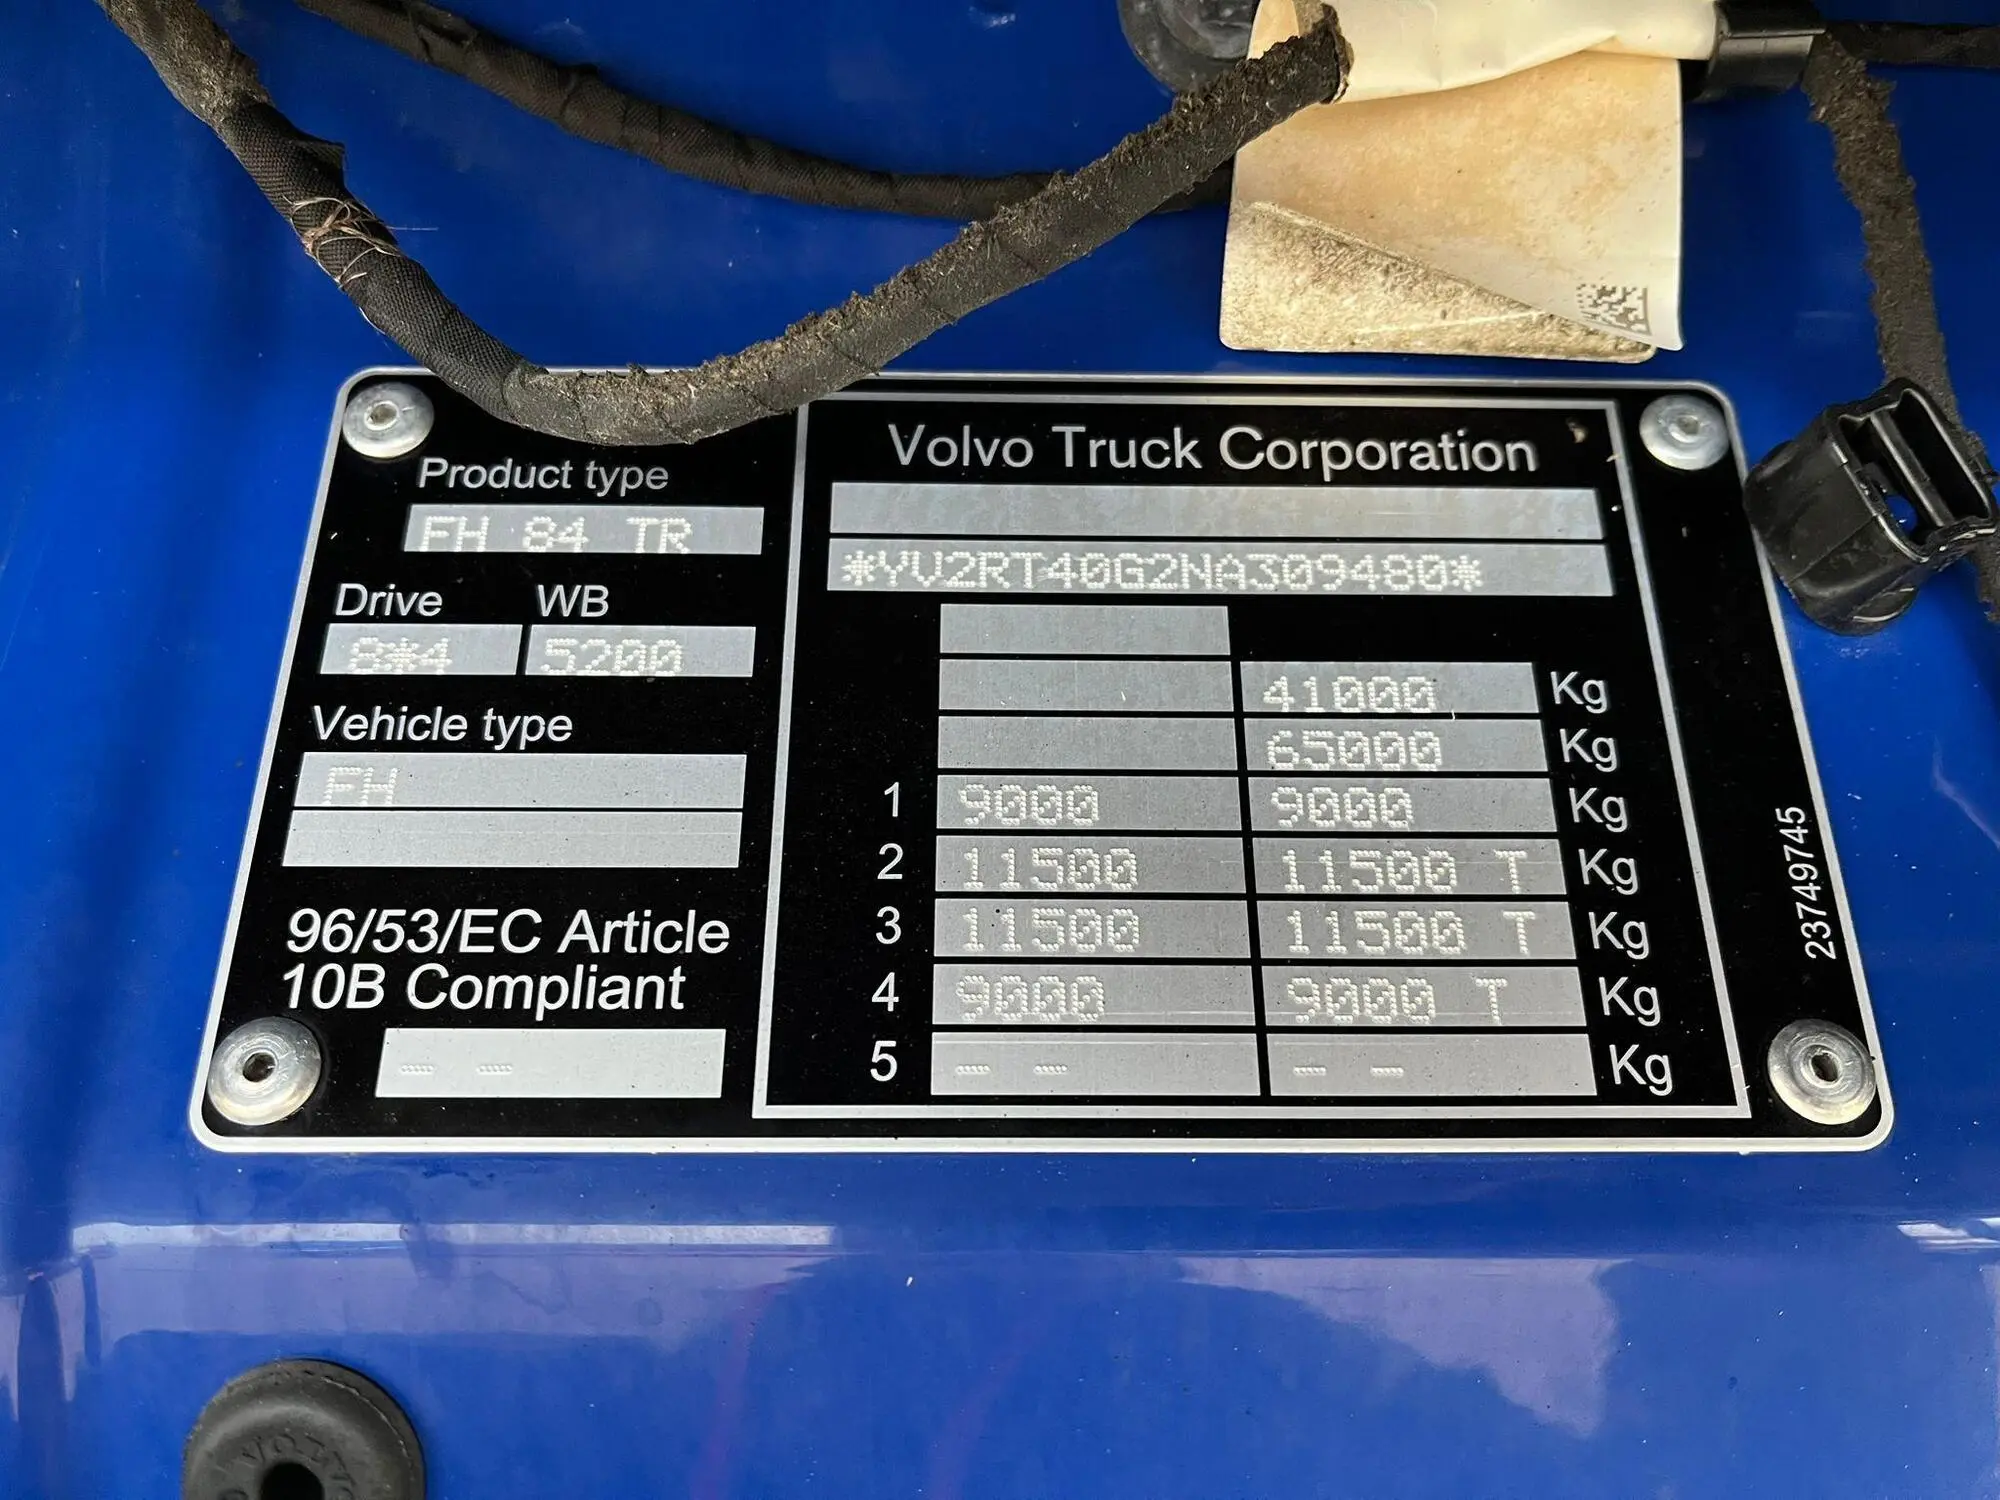 Product type
FH 84 TR
Drive WB
8*4 5200
Vehicle type
FH
96/53/EC Article
10B Compliant
-- --
Volvo Truck Corporation
*YV2RT40G2NA309480*
41000 Kg
65000 Kg
1 9000 9000 Kg
2 11500 11500 T Kg
3 11500 11500 T Kg
4 9000 9000 T Kg
5 -- -- -- -- Kg
23749745